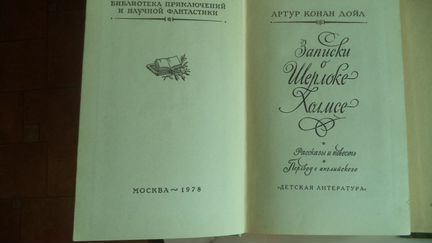 БИБЛИОТЕКА ПРИКЛЮЧЕНИЙ
И НАУЧНОЙ ФАНТАСТИКИ
МОСКВА ~ 1978
АРТУР КОНАН ДОЙЛ
Записки
о
Шерлоке
Холмсе
Рассказы и повесть
Перевод с английского
"ДЕТСКАЯ ЛИТЕРАТУРА"